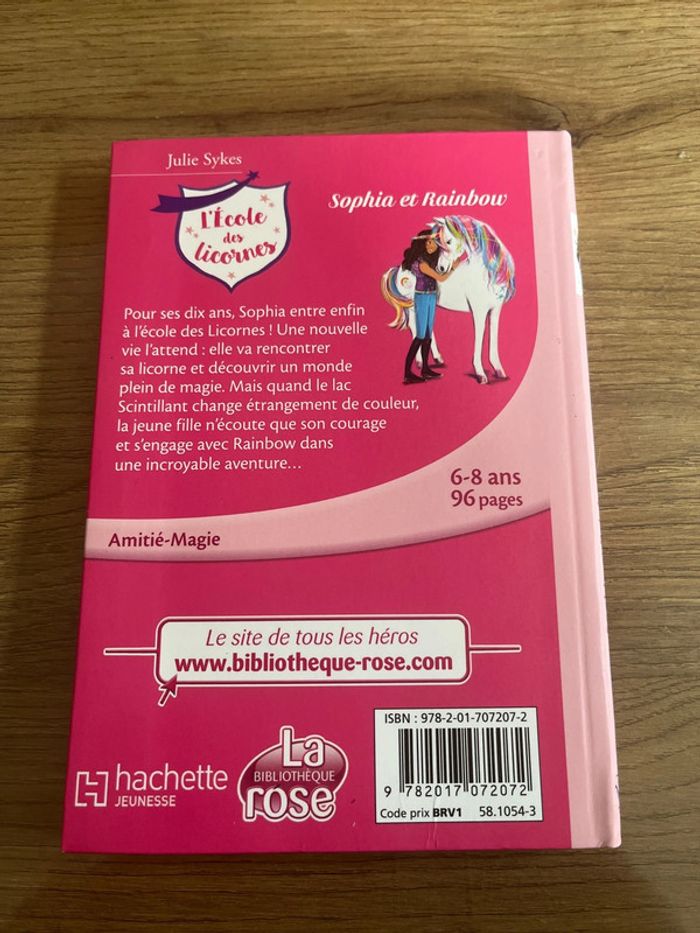 Julie Sykes
L'École
des
licornes
Sophia et Rainbow
Pour ses dix ans, Sophia entre enfin
à l'école des Licornes ! Une nouvelle
vie l'attend : elle va rencontrer
sa licorne et découvrir un monde
plein de magie. Mais quand le lac
Scintillant change étrangement de couleur,
la jeune fille n'écoute que son courage
et s'engage avec Rainbow dans
une incroyable aventure...
6-8 ans
96 pages
Amitié-Magie
Le site de tous les héros
www.bibliotheque-rose.com
hachette
JEUNESSE
La
BIBLIOTHÈQUE
rose
ISBN : 978-2-01-707207-2
9 782017 072072
Code prix BRV1 58.1054-3